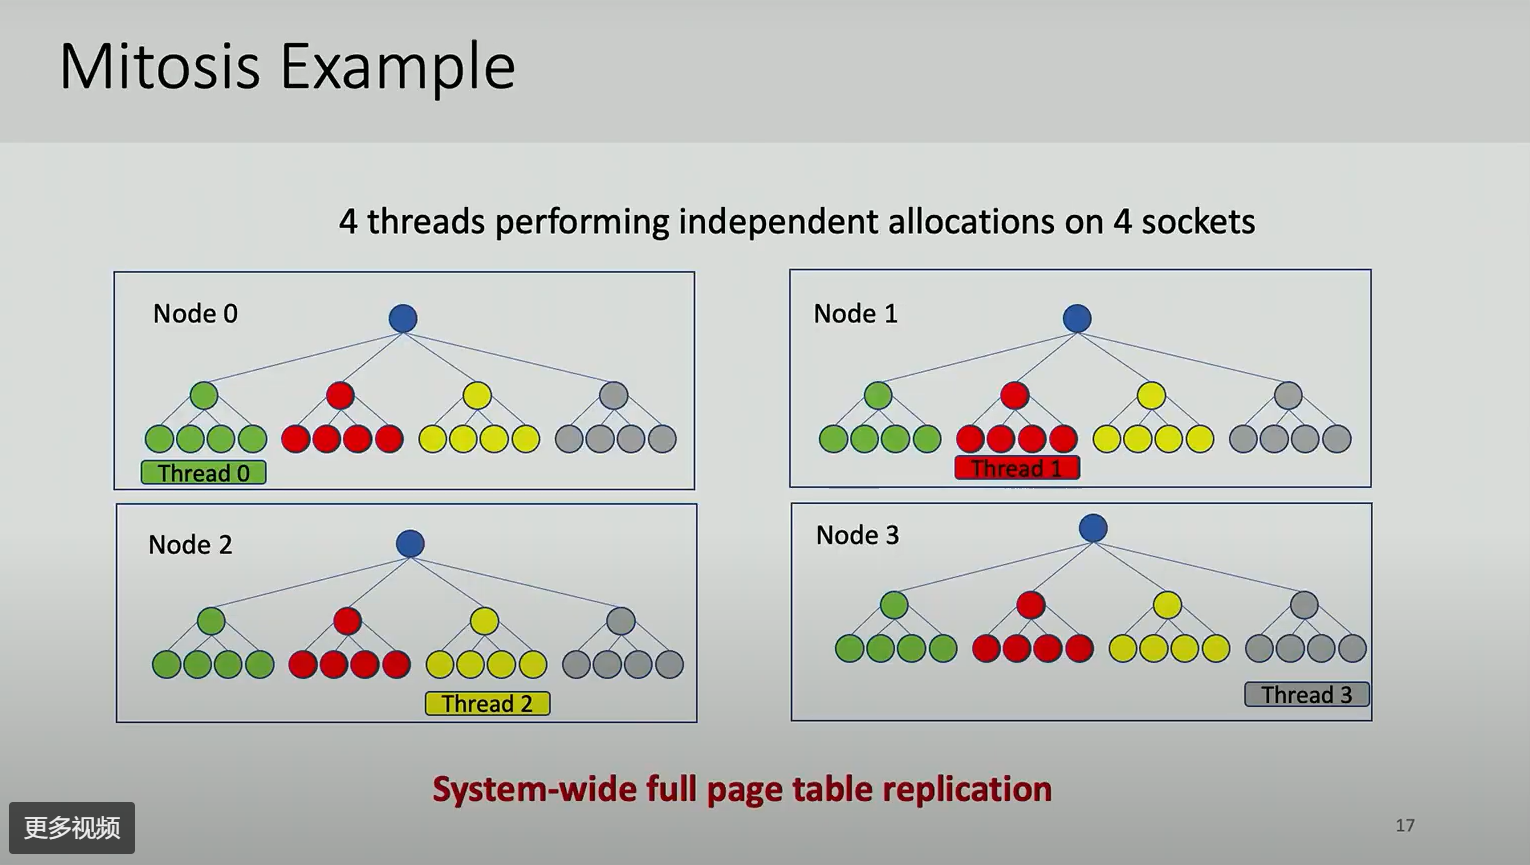 Mitosis Example
4 threads performing independent allocations on 4 sockets
Node 0
Thread 0
Node 1
Thread 1
Node 2
Thread 2
Node 3
Thread 3
System-wide full page table replication
更多视频
17